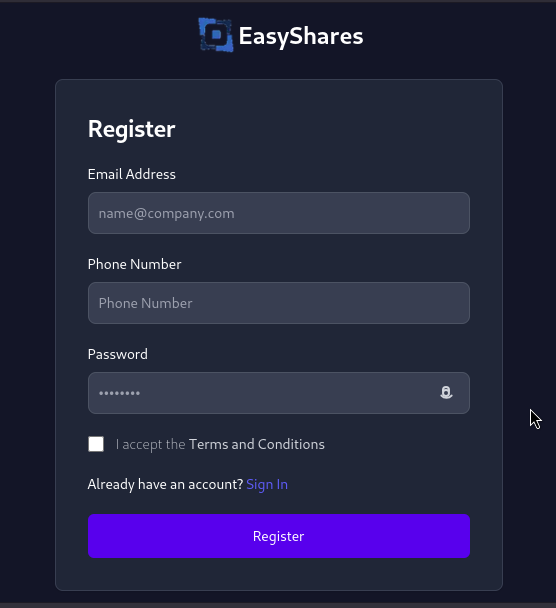 EasyShares
Register
Email Address
name@company.com
Phone Number
Phone Number
Password
••••••••
I accept the Terms and Conditions
Already have an account? Sign In
Register